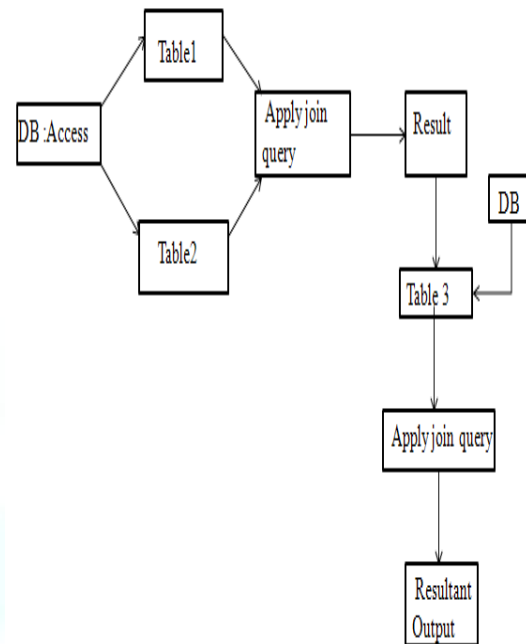 Table1
DB :Access
Apply join
query
Result
Table2
DB
Table 3
Apply join query
Resultant
Output